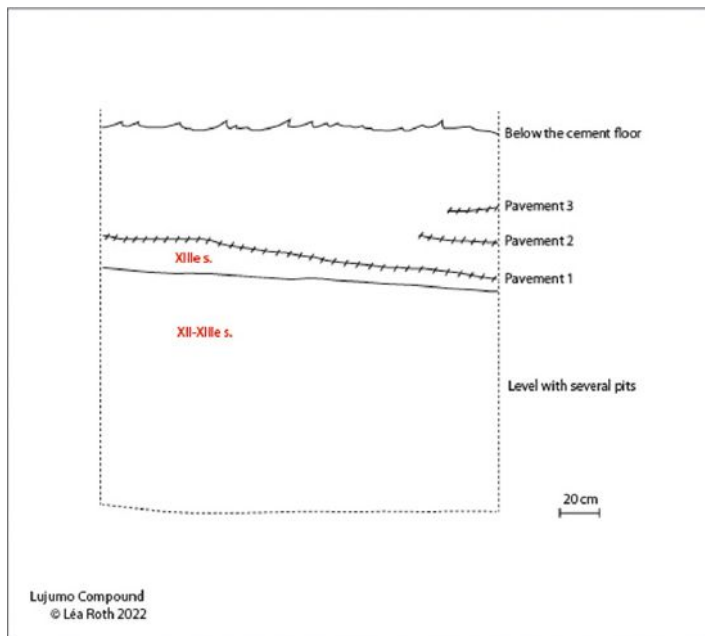 Below the cement floor
Pavement 3
Pavement 2
XIIIe s.
Pavement 1
XII-XIIIe s.
Level with several pits
20 cm
Lujumo Compound
© Léa Roth 2022